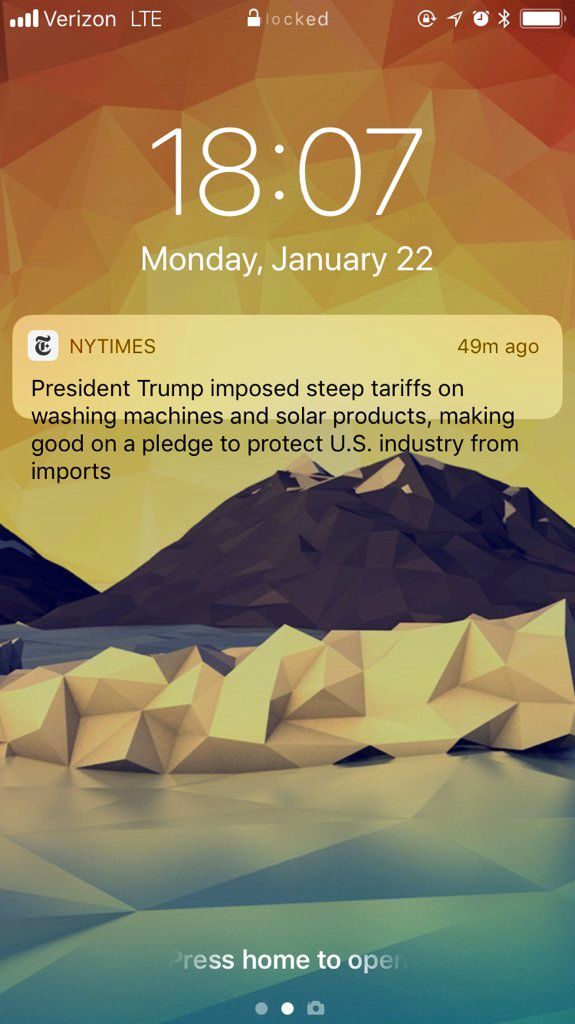 Verizon LTE locked
18:07
Monday, January 22
NYTIMES 49m ago
President Trump imposed steep tariffs on
washing machines and solar products, making
good on a pledge to protect U.S. industry from
imports
Press home to open